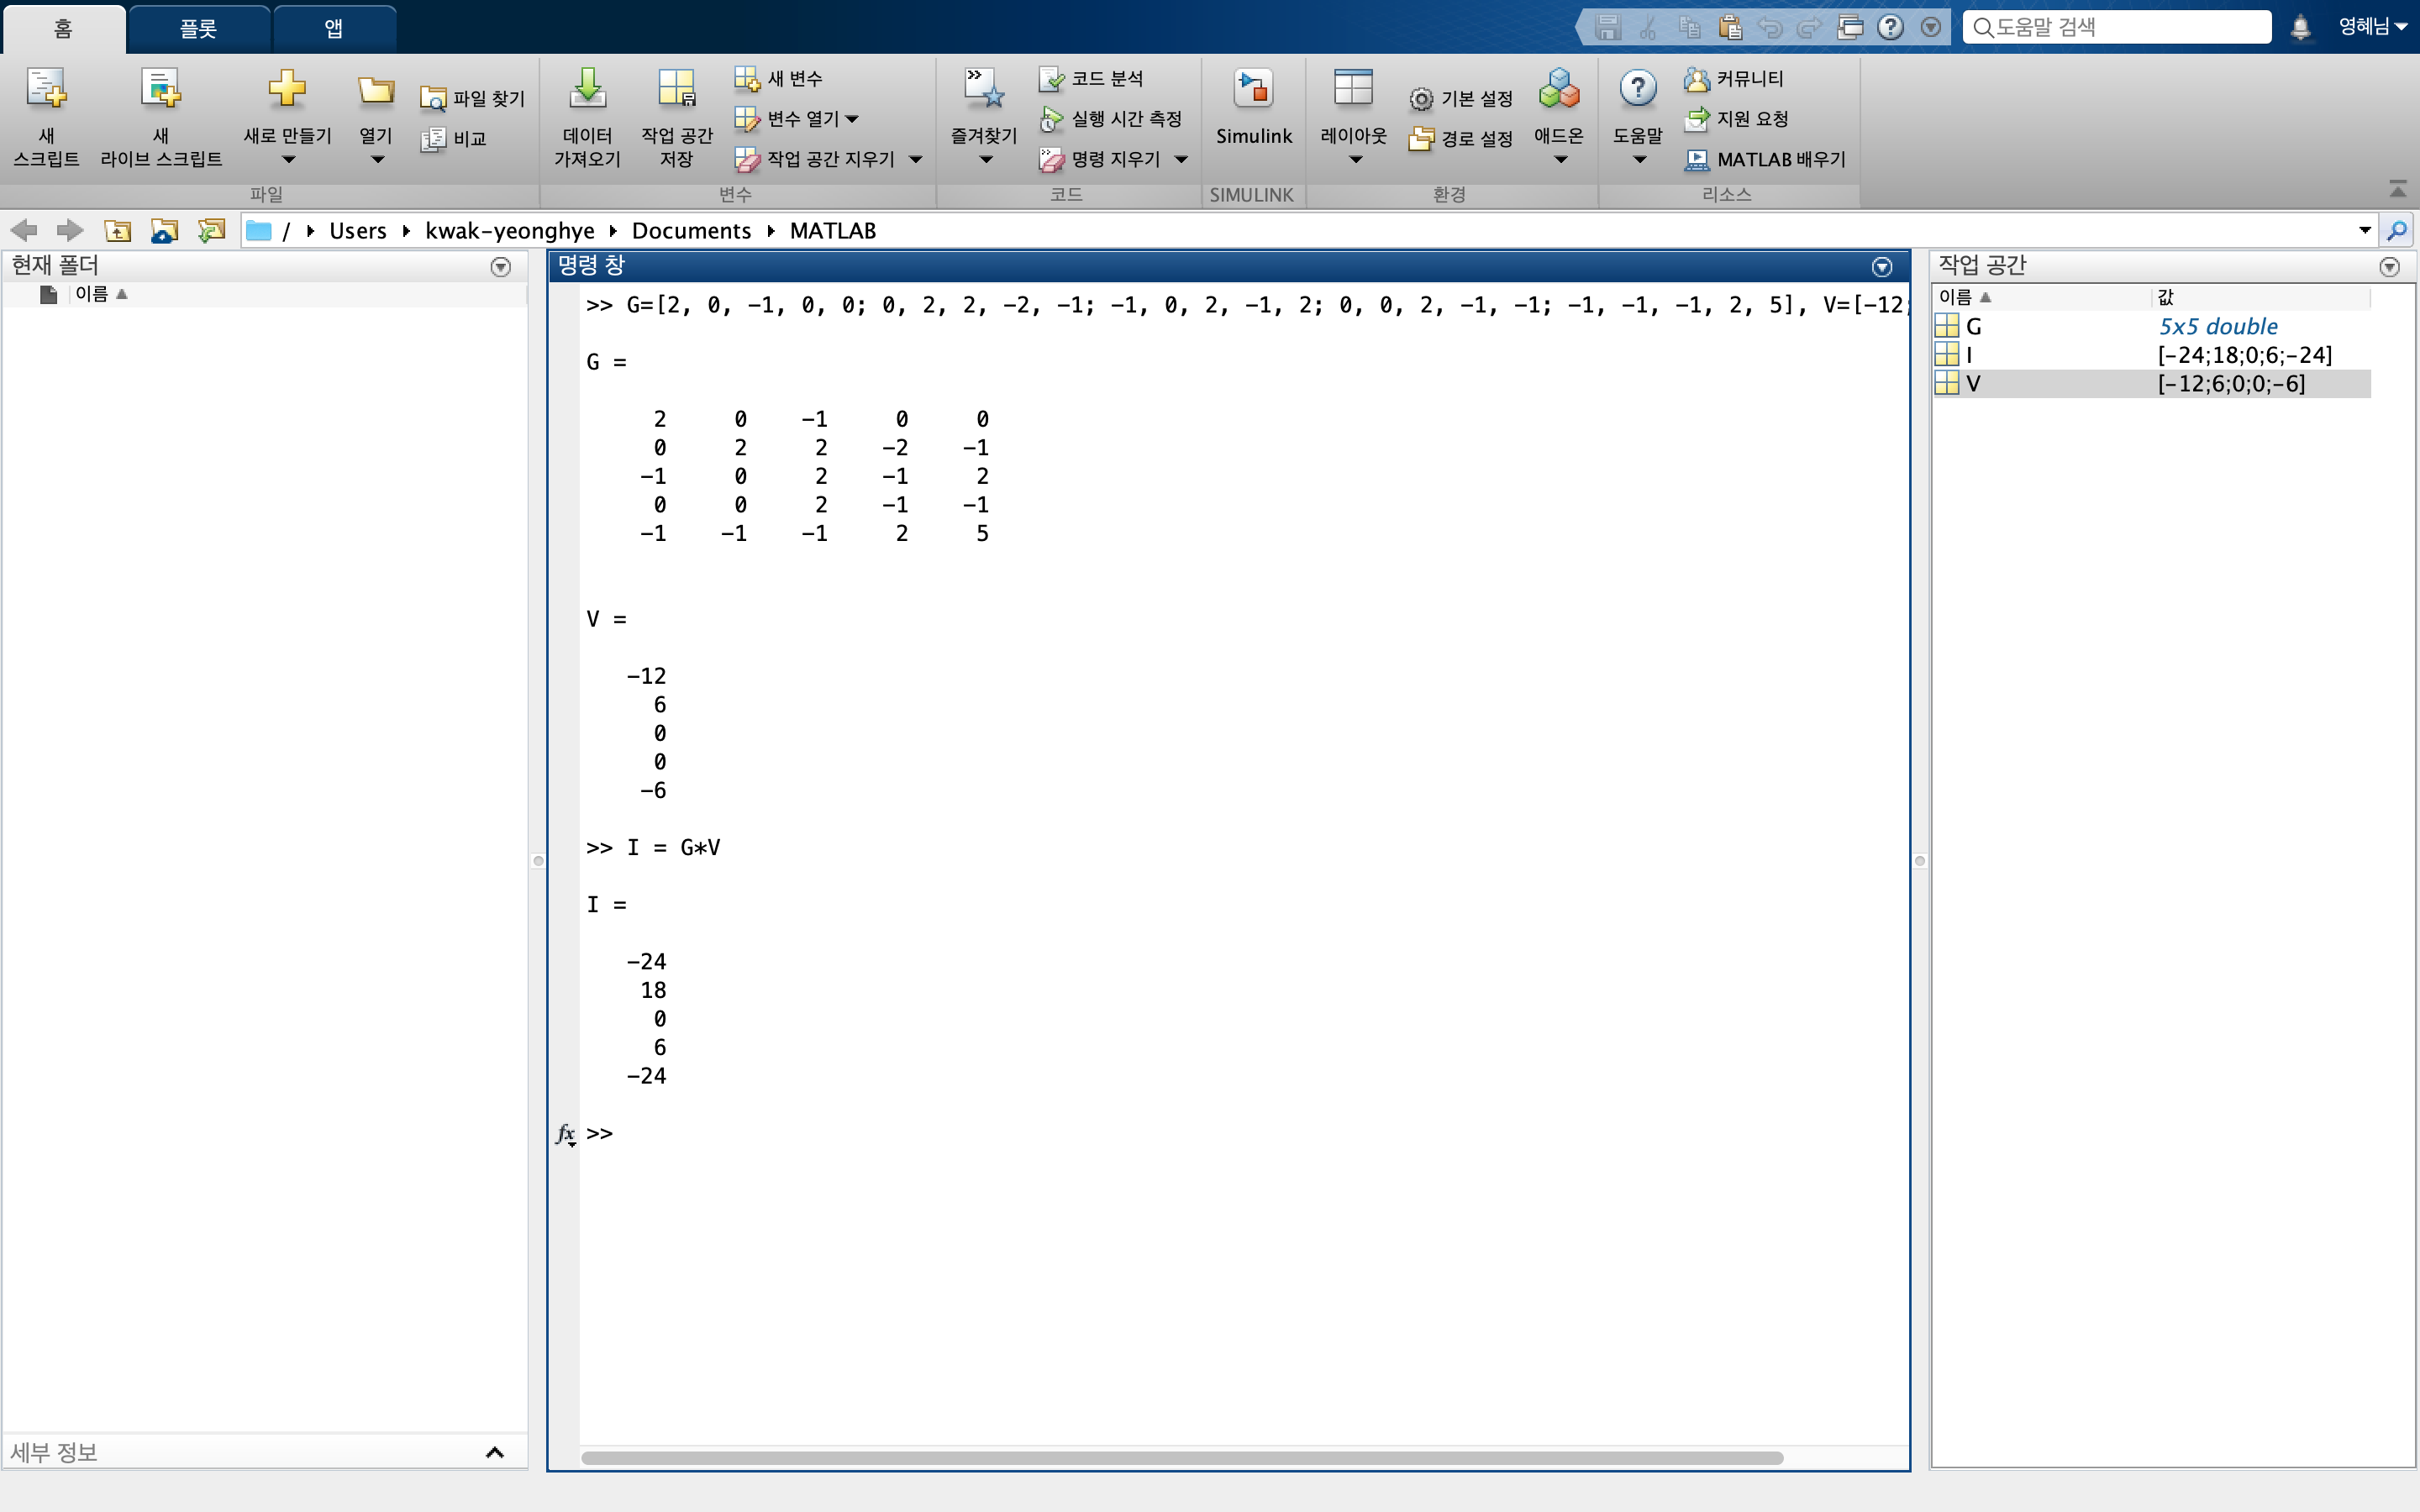 홈 플롯 앱 도움말 검색 영혜님
새 스크립트
새 라이브 스크립트
새로 만들기
열기
파일 찾기
비교
파일
데이터 가져오기
작업 공간 저장
새 변수
변수 열기
작업 공간 지우기
변수
즐겨찾기
코드 분석
실행 시간 측정
명령 지우기
코드
Simulink
SIMULINK
레이아웃
기본 설정
경로 설정
애드온
환경
도움말
커뮤니티
지원 요청
MATLAB 배우기
리소스
/ Users kwak-yeonghye Documents MATLAB
현재 폴더
이름
세부 정보
명령 창
>> G=[2, 0, -1, 0, 0; 0, 2, 2, -2, -1; -1, 0, 2, -1, 2; 0, 0, 2, -1, -1; -1, -1, -1, 2, 5], V=[-12;
G =
2 0 -1 0 0
0 2 2 -2 -1
-1 0 2 -1 2
0 0 2 -1 -1
-1 -1 -1 2 5
V =
-12
6
0
0
-6
>> I = G*V
I =
-24
18
0
6
-24
fx >>
작업 공간
이름 값
G 5x5 double
I [-24;18;0;6;-24]
V [-12;6;0;0;-6]